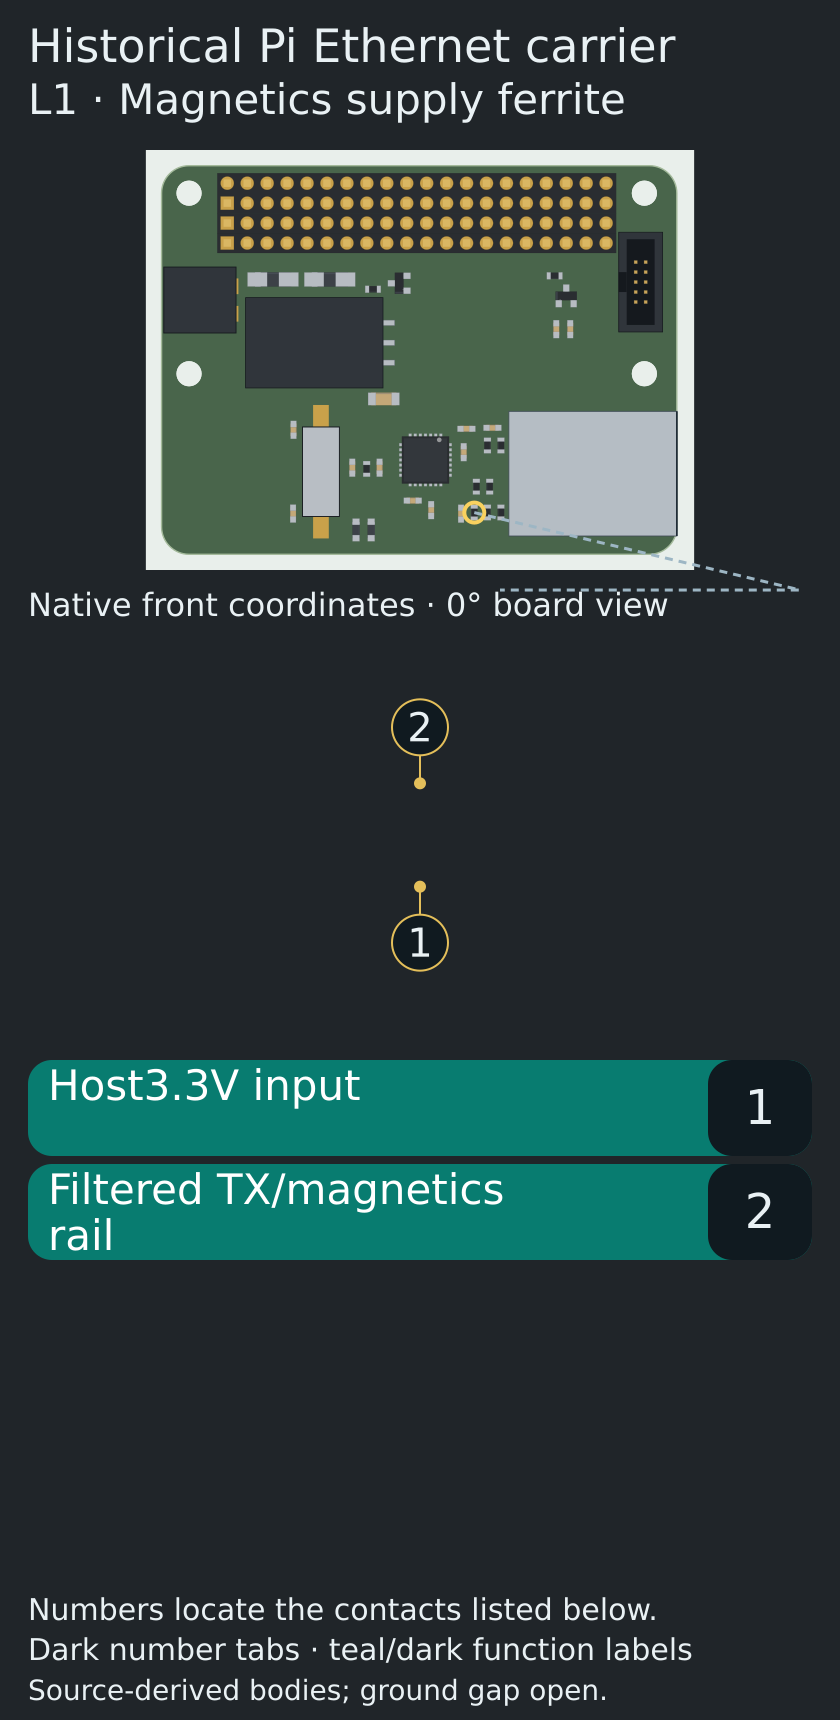 Historical Pi Ethernet carrier
L1 · Magnetics supply ferrite
Native front coordinates · 0° board view
2
1
Host3.3V input
1
Filtered TX/magnetics
rail
2
Numbers locate the contacts listed below.
Dark number tabs · teal/dark function labels
Source-derived bodies; ground gap open.